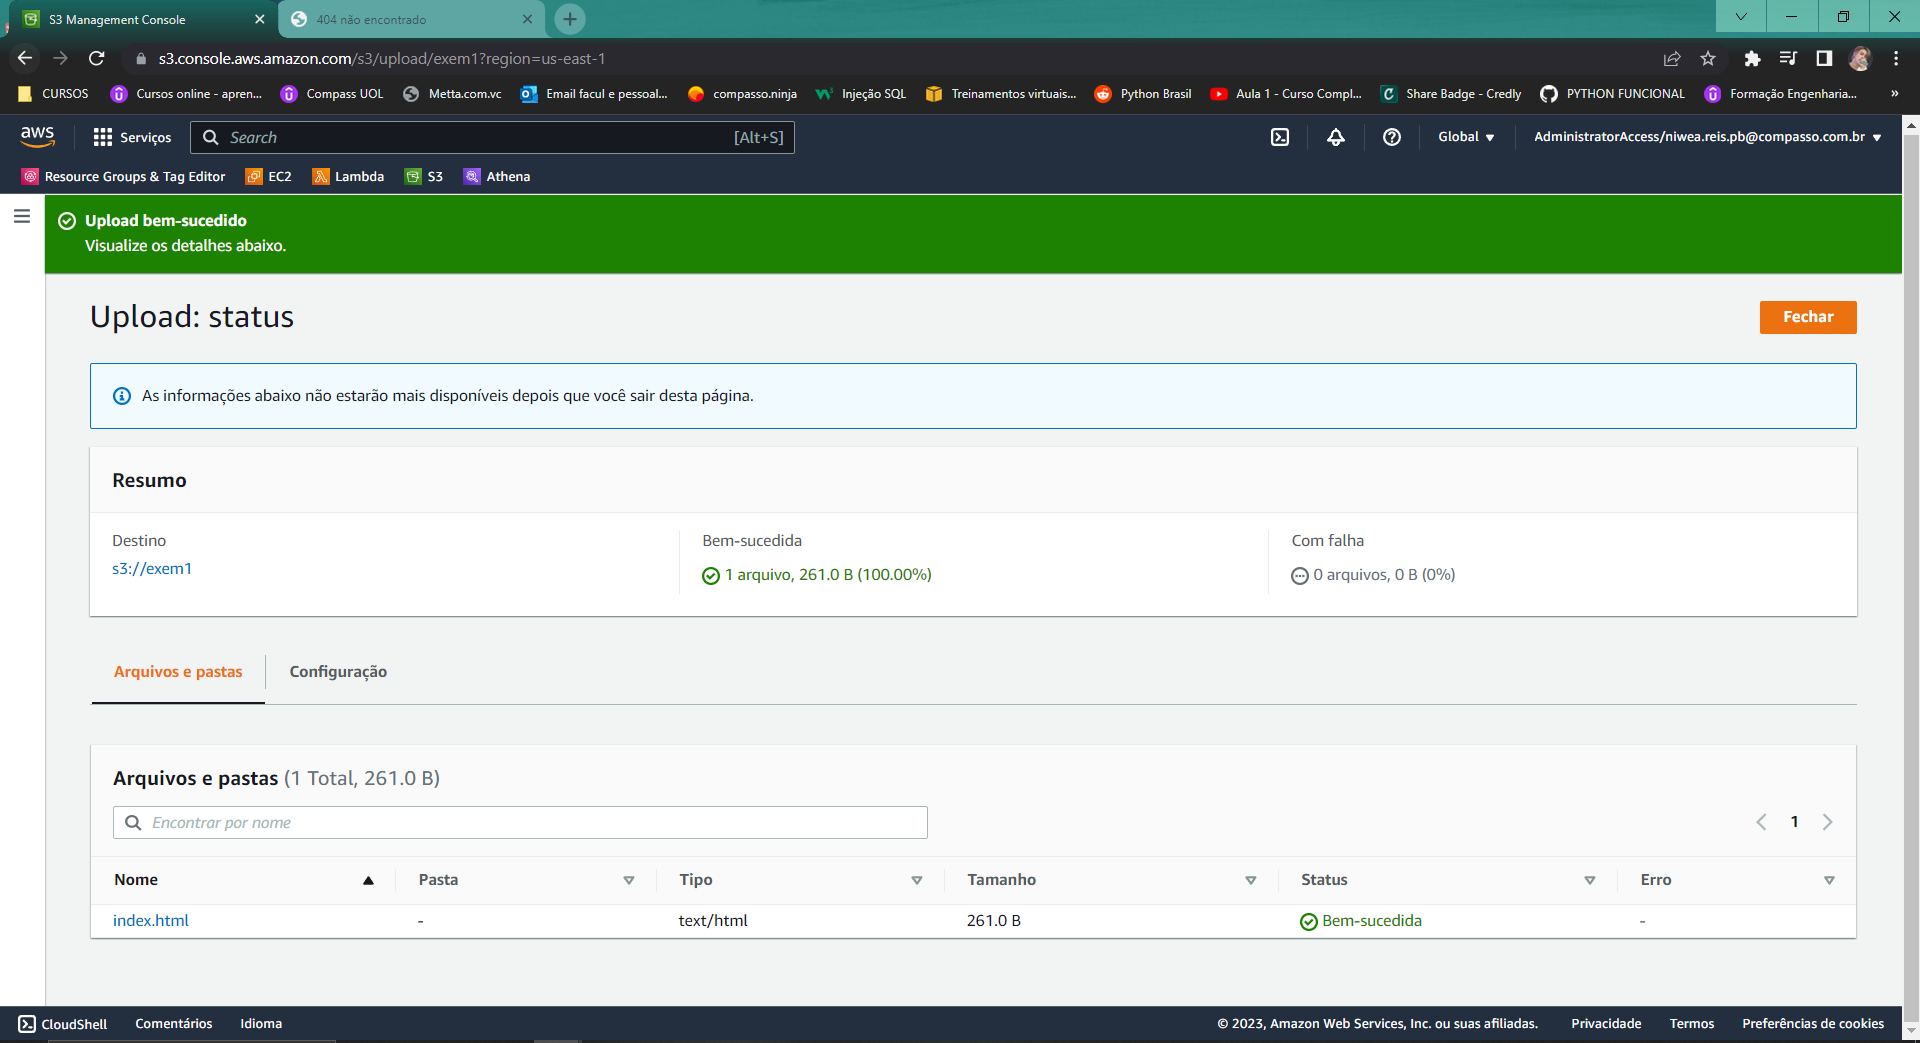 S3 Management Console
404 não encontrado
s3.console.aws.amazon.com/s3/upload/exem1?region=us-east-1
CURSOS
Cursos online - apren...
Compass UOL
Metta.com.vc
Email facul e pessoal...
compasso.ninja
Injeção SQL
Treinamentos virtuais...
Python Brasil
Aula 1 - Curso Compl...
Share Badge - Credly
PYTHON FUNCIONAL
Formação Engenharia...
»
aws
Serviços
Search
[Alt+S]
Global
AdministratorAccess/niwea.reis.pb@compasso.com.br
Resource Groups & Tag Editor
EC2
Lambda
S3
Athena
Upload bem-sucedido
Visualize os detalhes abaixo.
Upload: status
Fechar
As informações abaixo não estarão mais disponíveis depois que você sair desta página.
Resumo
Destino
s3://exem1
Bem-sucedida
1 arquivo, 261.0 B (100.00%)
Com falha
0 arquivos, 0 B (0%)
Arquivos e pastas
Configuração
Arquivos e pastas (1 Total, 261.0 B)
Encontrar por nome
1
Nome
Pasta
Tipo
Tamanho
Status
Erro
index.html
-
text/html
261.0 B
Bem-sucedida
-
CloudShell
Comentários
Idioma
© 2023, Amazon Web Services, Inc. ou suas afiliadas.
Privacidade
Termos
Preferências de cookies